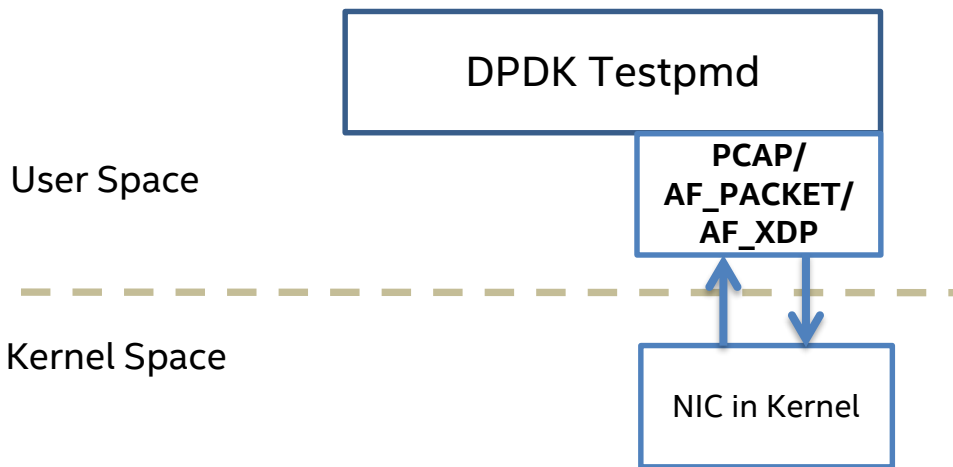 DPDK Testpmd
User Space
PCAP/
AF_PACKET/
AF_XDP
Kernel Space
NIC in Kernel